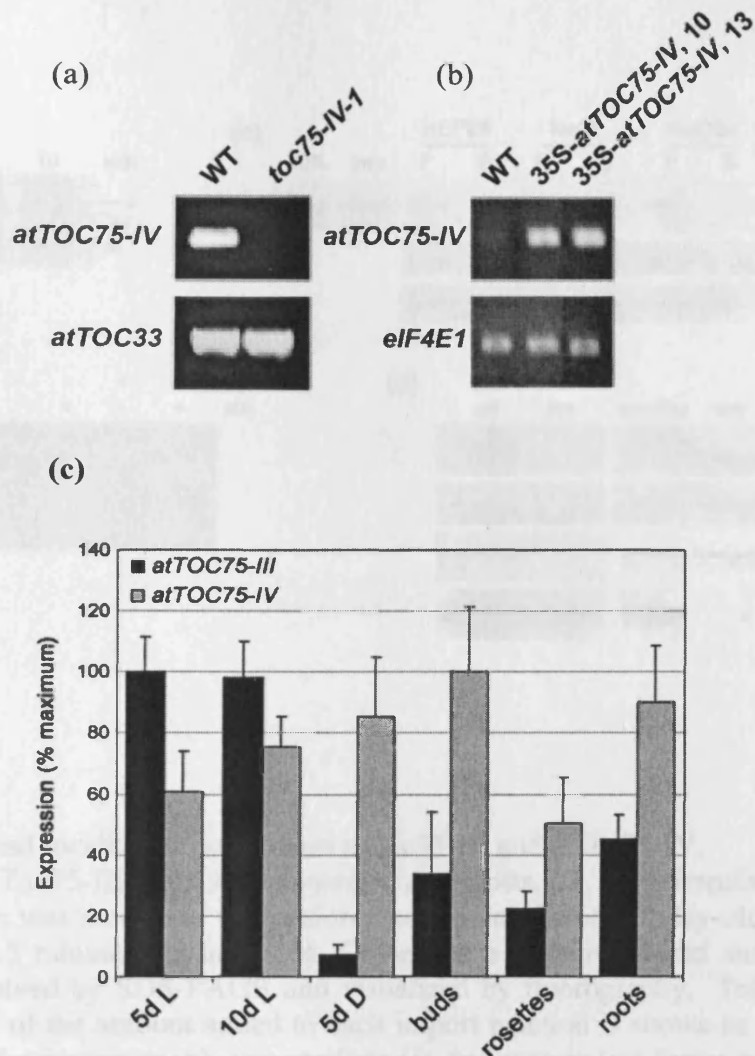 (a)
WT
toc75-IV-1
atTOC75-IV
atTOC33
(b)
WT
35S-atTOC75-IV, 10
35S-atTOC75-IV, 13
atTOC75-IV
eIF4E1
(c)
140
120
100
80
60
40
20
0
Expression (% maximum)
atTOC75-III
atTOC75-IV
5d L
10d L
5d D
buds
rosettes
roots